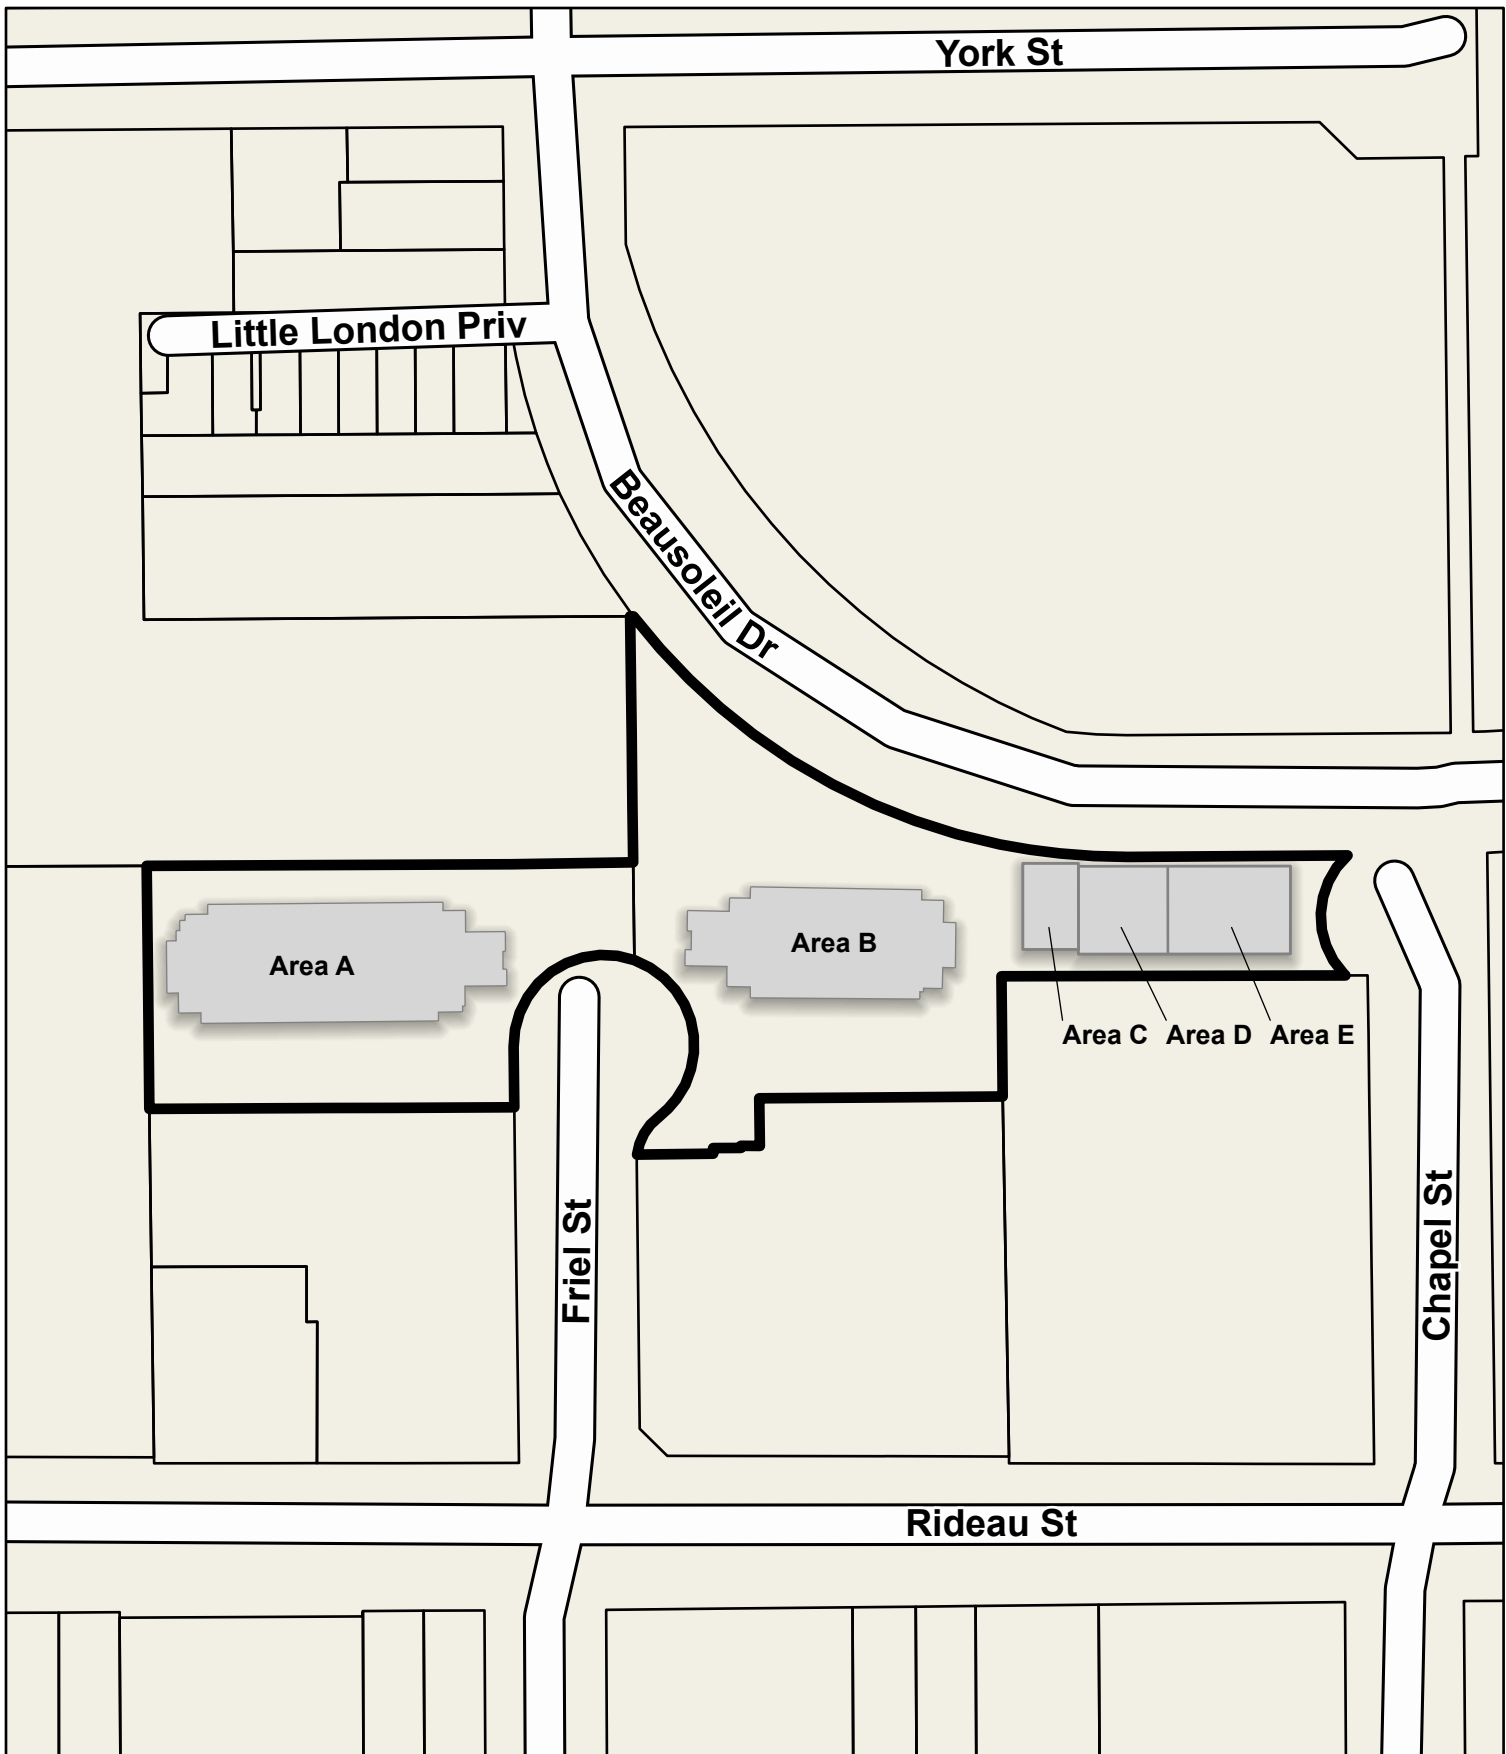 York St
Little London Priv
Beausoleil Dr
Area A
Area B
Area C
Area D
Area E
Friel St
Chapel St
Rideau St